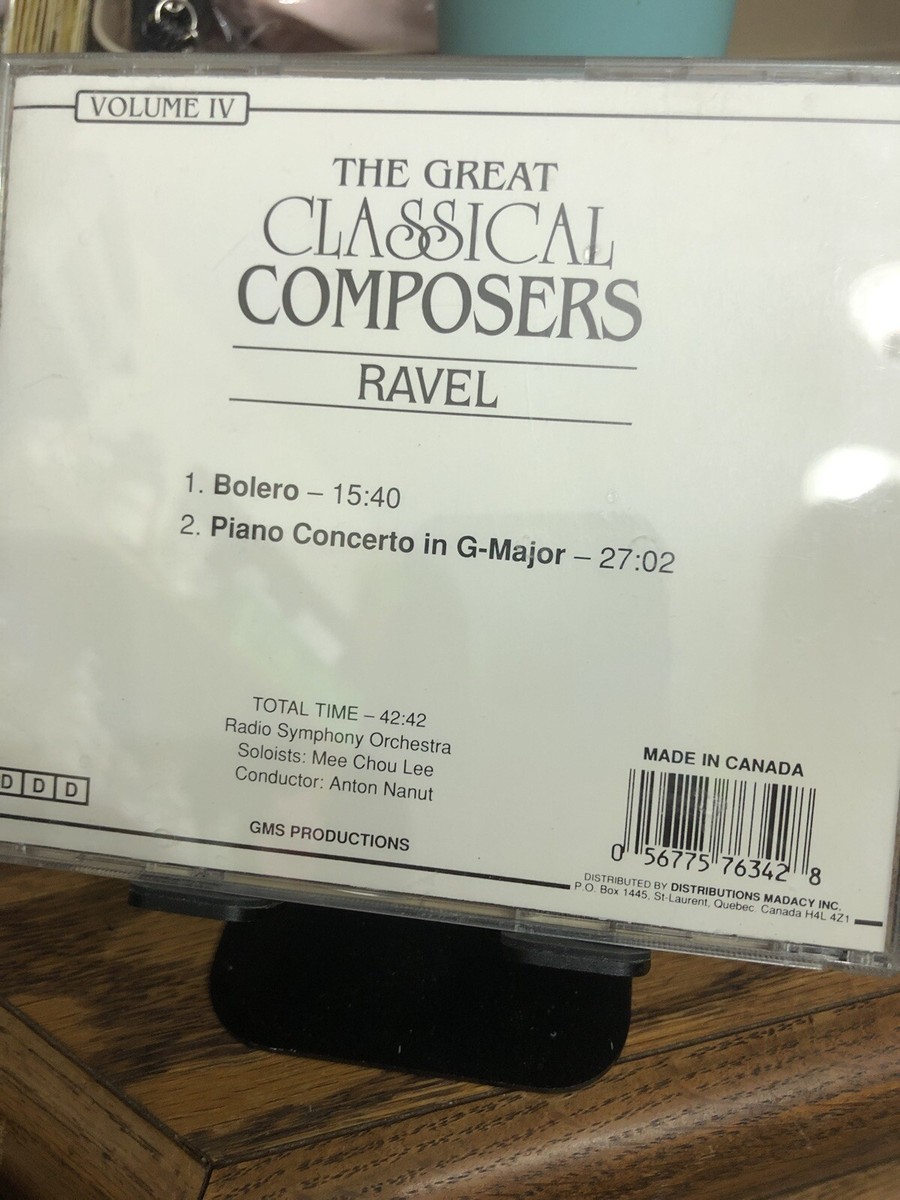 VOLUME IV
THE GREAT
CLASSICAL
COMPOSERS
RAVEL
1. Bolero – 15:40
2. Piano Concerto in G-Major – 27:02
TOTAL TIME – 42:42
Radio Symphony Orchestra
Soloists: Mee Chou Lee
Conductor: Anton Nanut
GMS PRODUCTIONS
D D D
MADE IN CANADA
0 56775 76342 8
DISTRIBUTED BY DISTRIBUTIONS MADACY INC.
P.O. Box 1445, St-Laurent, Quebec, Canada H4L 4Z1